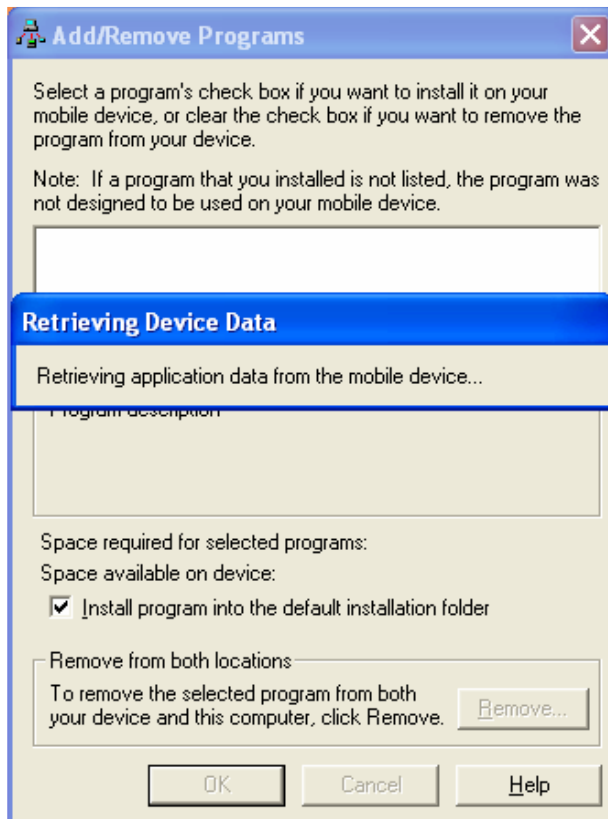 Add/Remove Programs
Select a program's check box if you want to install it on your
mobile device, or clear the check box if you want to remove the
program from your device.
Note: If a program that you installed is not listed, the program was
not designed to be used on your mobile device.
Retrieving Device Data
Retrieving application data from the mobile device...
Program description
Space required for selected programs:
Space available on device:
Install program into the default installation folder
Remove from both locations
To remove the selected program from both
your device and this computer, click Remove.
Remove...
OK Cancel Help